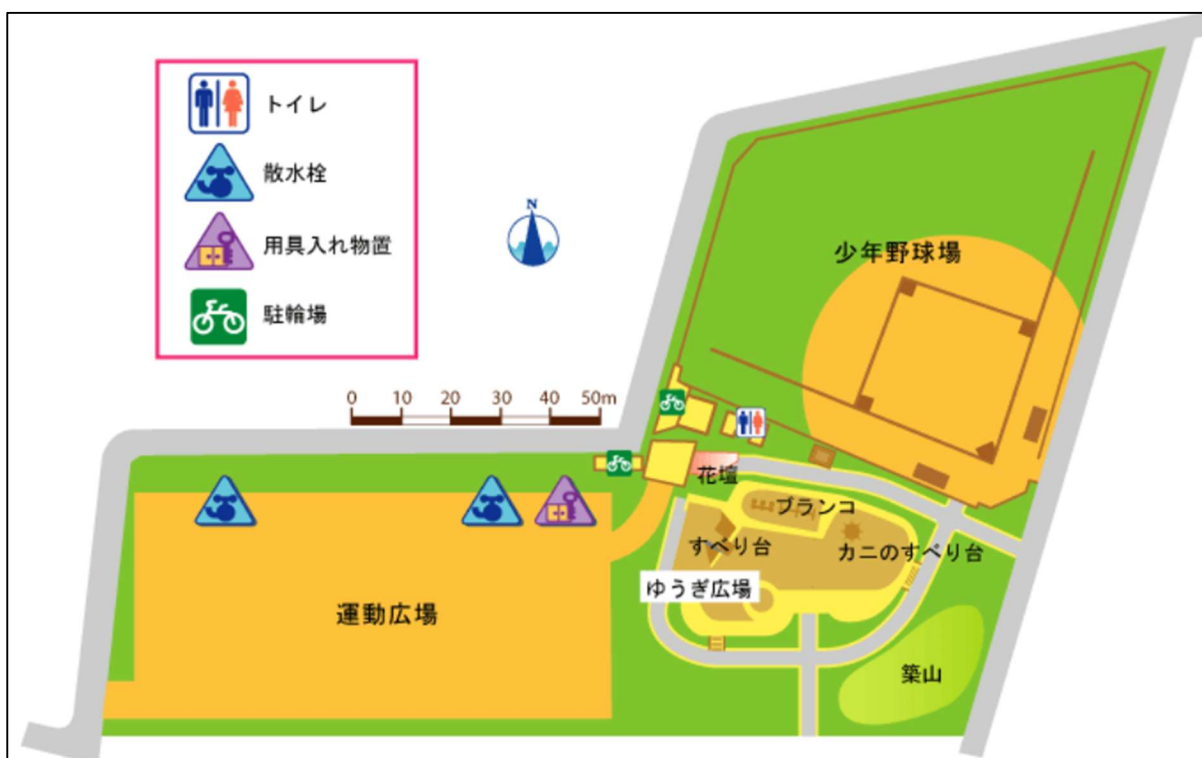 トイレ
散水栓
用具入れ物置
駐輪場
N
0 10 20 30 40 50m
少年野球場
花壇
ブランコ
すべり台
カニのすべり台
ゆうぎ広場
運動広場
築山